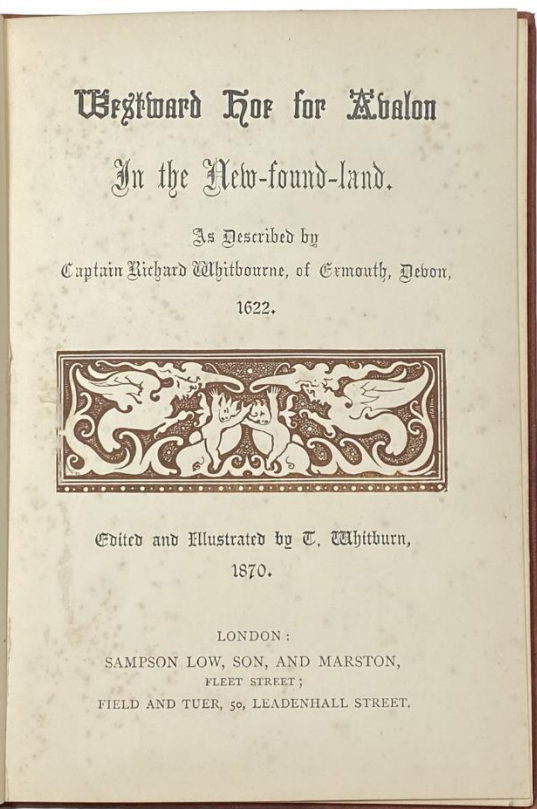 Westward Hoe for Avalon
In the New-found-land.
As Described by
Captain Richard Whitbourne, of Exmouth, Devon,
1622.
Edited and Illustrated by T. Whitburn,
1870.
LONDON:
SAMPSON LOW, SON, AND MARSTON,
FLEET STREET;
FIELD AND TUER, 50, LEADENHALL STREET.